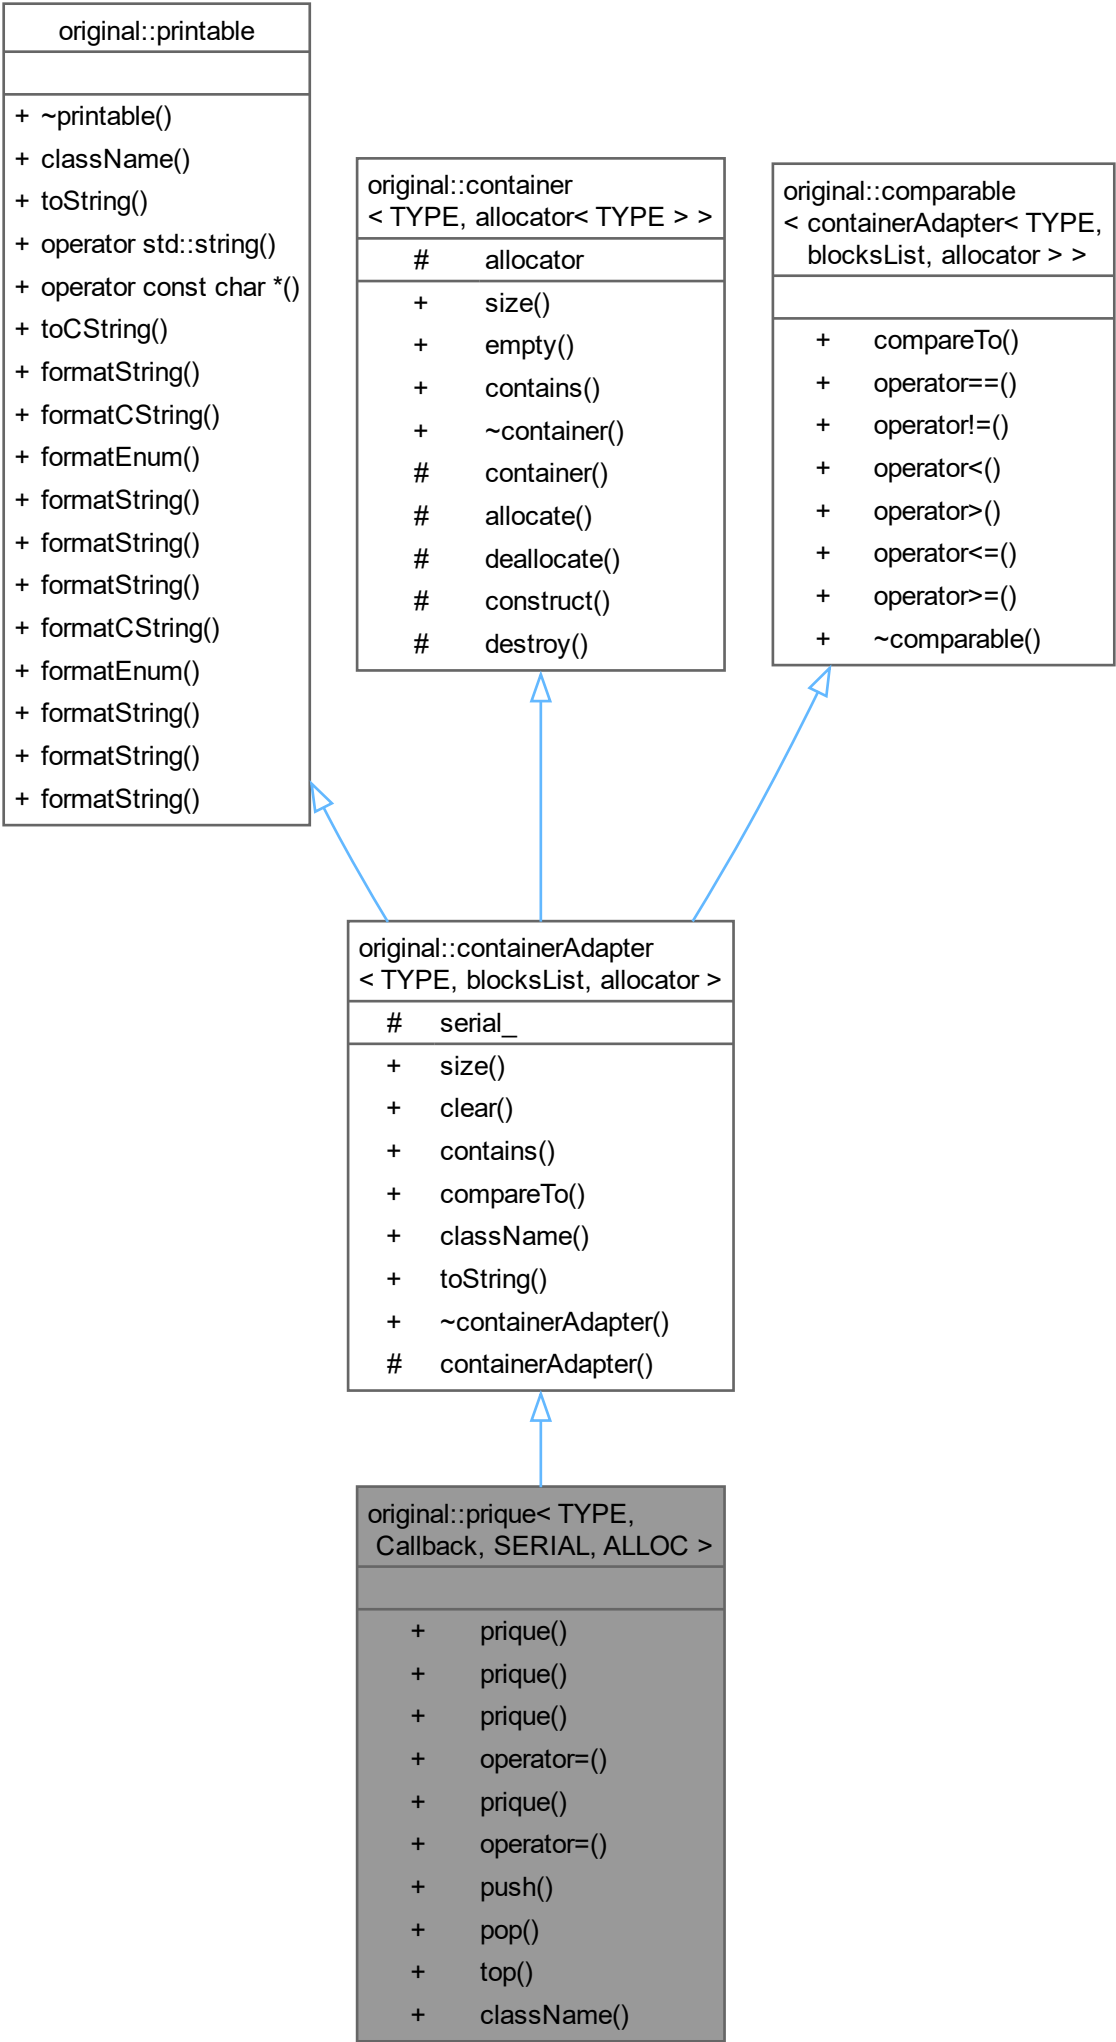 original::printable
+ ~printable()
+ className()
+ toString()
+ operator std::string()
+ operator const char *()
+ toCString()
+ formatString()
+ formatCString()
+ formatEnum()
+ formatString()
+ formatString()
+ formatString()
+ formatCString()
+ formatEnum()
+ formatString()
+ formatString()
+ formatString()
original::container
< TYPE, allocator< TYPE > >
# allocator
+ size()
+ empty()
+ contains()
+ ~container()
# container()
# allocate()
# deallocate()
# construct()
# destroy()
original::comparable
< containerAdapter< TYPE,
blocksList, allocator > >
+ compareTo()
+ operator==()
+ operator!=()
+ operator<()
+ operator>()
+ operator<=()
+ operator>=()
+ ~comparable()
original::containerAdapter
< TYPE, blocksList, allocator >
# serial_
+ size()
+ clear()
+ contains()
+ compareTo()
+ className()
+ toString()
+ ~containerAdapter()
# containerAdapter()
original::prique< TYPE,
Callback, SERIAL, ALLOC >
+ prique()
+ prique()
+ prique()
+ operator=()
+ prique()
+ operator=()
+ push()
+ pop()
+ top()
+ className()